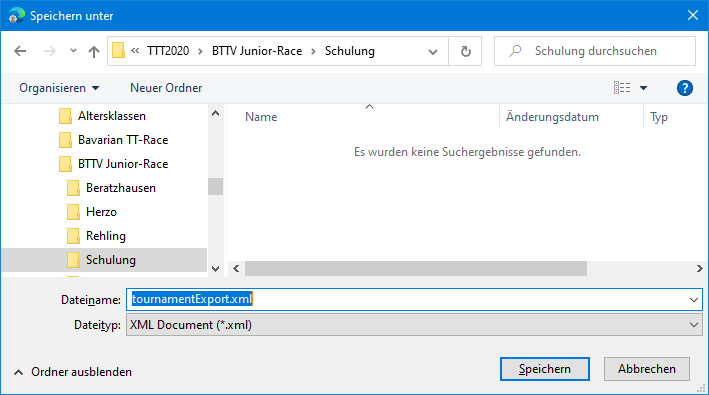 Speichern unter
« TTT2020 › BTTV Junior-Race › Schulung
Schulung durchsuchen
Organisieren
Neuer Ordner
?
Altersklassen
Bavarian TT-Race
BTTV Junior-Race
Beratzhausen
Herzo
Rehling
Schulung
Name
Änderungsdatum
Typ
Es wurden keine Suchergebnisse gefunden.
Dateiname:
tournamentExport.xml
Dateityp:
XML Document (*.xml)
Ordner ausblenden
Speichern
Abbrechen